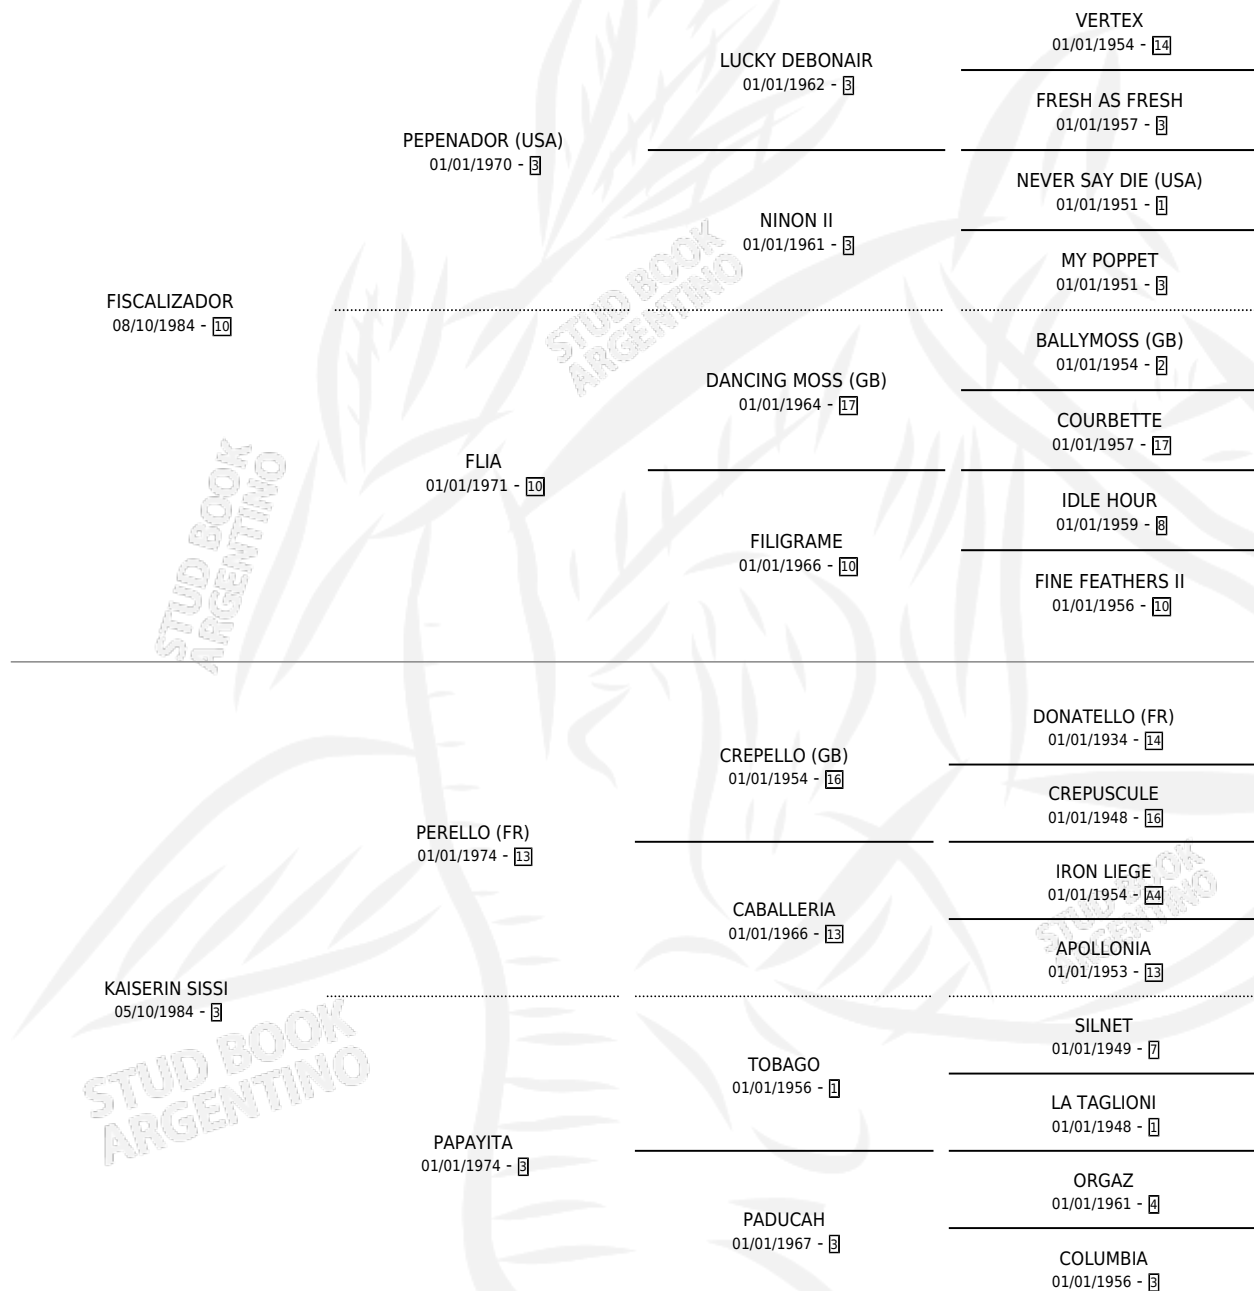 VERTEX
01/01/1954 - 14
LUCKY DEBONAIR
01/01/1962 - 3
FRESH AS FRESH
01/01/1957 - 3
PEPENADOR (USA)
01/01/1970 - 3
NEVER SAY DIE (USA)
01/01/1951 - 1
NINON II
01/01/1961 - 3
MY POPPET
01/01/1951 - 3
FISCALIZADOR
08/10/1984 - 10
STUD BOOK
ARGENTINO
BALLYMOSS (GB)
01/01/1954 - 2
DANCING MOSS (GB)
01/01/1964 - 17
COURBETTE
01/01/1957 - 17
FLIA
01/01/1971 - 10
IDLE HOUR
01/01/1959 - 8
FILIGRAME
01/01/1966 - 10
FINE FEATHERS II
01/01/1956 - 10
STUD BOOK
ARGENTINO
DONATELLO (FR)
01/01/1934 - 14
CREPELLO (GB)
01/01/1954 - 16
CREPUSCULE
01/01/1948 - 16
PERELLO (FR)
01/01/1974 - 13
IRON LIEGE
01/01/1954 - A4
CABALLERIA
01/01/1966 - 13
STUD BOOK
ARGENTINO
APOLLONIA
01/01/1953 - 13
KAISERIN SISSI
05/10/1984 - 3
SILNET
01/01/1949 - 7
TOBAGO
01/01/1956 - 1
STUD BOOK
ARGENTINO
LA TAGLIONI
01/01/1948 - 1
PAPAYITA
01/01/1974 - 3
ORGAZ
01/01/1961 - 4
PADUCAH
01/01/1967 - 3
COLUMBIA
01/01/1956 - 3